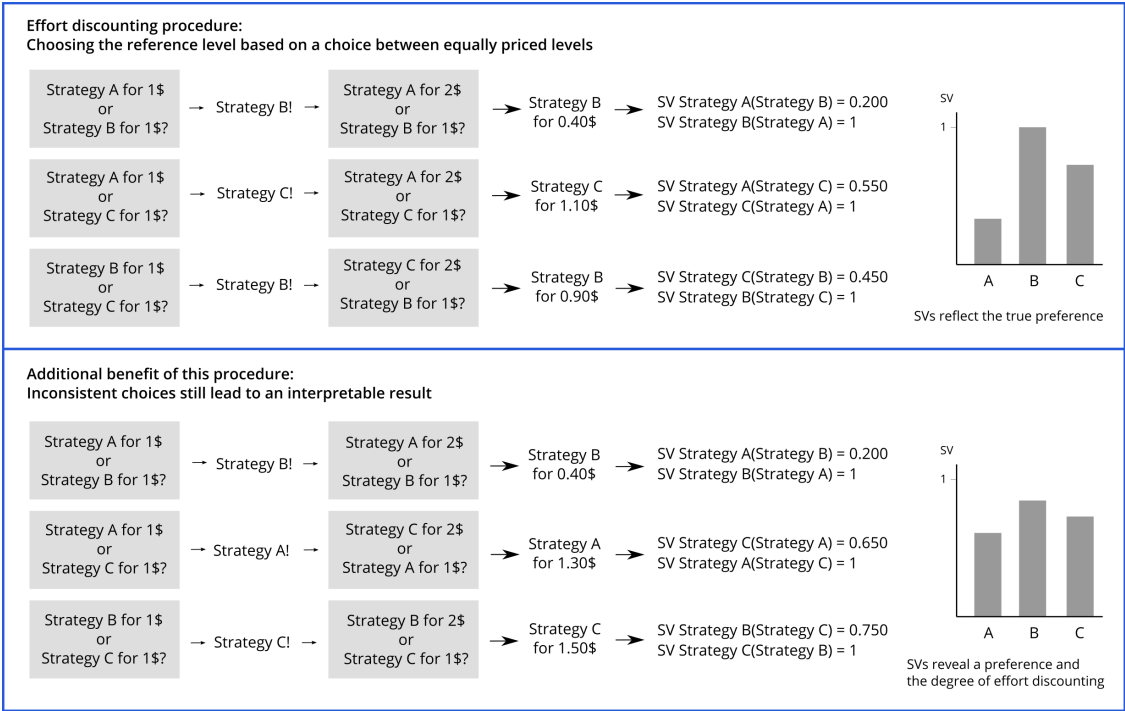 Effort discounting procedure:
Choosing the reference level based on a choice between equally priced levels
Strategy A for 1$
or
Strategy B for 1$?
Strategy B!
Strategy A for 2$
or
Strategy B for 1$?
Strategy B
for 0.40$
SV Strategy A(Strategy B) = 0.200
SV Strategy B(Strategy A) = 1
Strategy A for 1$
or
Strategy C for 1$?
Strategy C!
Strategy A for 2$
or
Strategy C for 1$?
Strategy C
for 1.10$
SV Strategy A(Strategy C) = 0.550
SV Strategy C(Strategy A) = 1
Strategy B for 1$
or
Strategy C for 1$?
Strategy B!
Strategy C for 2$
or
Strategy B for 1$?
Strategy B
for 0.90$
SV Strategy C(Strategy B) = 0.450
SV Strategy B(Strategy C) = 1
SV
1
A B C
SVs reflect the true preference
Additional benefit of this procedure:
Inconsistent choices still lead to an interpretable result
Strategy A for 1$
or
Strategy B for 1$?
Strategy B!
Strategy A for 2$
or
Strategy B for 1$?
Strategy B
for 0.40$
SV Strategy A(Strategy B) = 0.200
SV Strategy B(Strategy A) = 1
Strategy A for 1$
or
Strategy C for 1$?
Strategy A!
Strategy C for 2$
or
Strategy A for 1$?
Strategy A
for 1.30$
SV Strategy C(Strategy A) = 0.650
SV Strategy A(Strategy C) = 1
Strategy B for 1$
or
Strategy C for 1$?
Strategy C!
Strategy B for 2$
or
Strategy C for 1$?
Strategy C
for 1.50$
SV Strategy B(Strategy C) = 0.750
SV Strategy C(Strategy B) = 1
SV
1
A B C
SVs reveal a preference and
the degree of effort discounting